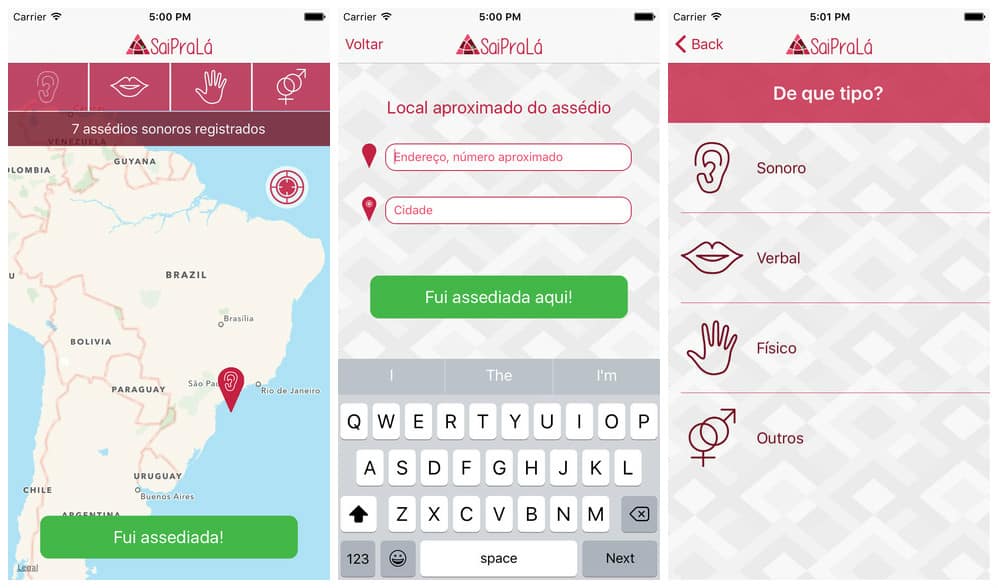 Carrier 5:00 PM
SaiPraLá
7 assédios sonoros registrados
VENEZUELA
GUYANA
LOMBIA
BRAZIL
Brasília
BOLIVIA
PARAGUAY
São Pau
Rio de Janeiro
URUGUAY
Buenos Aires
CHILE
ARGENTINA
Fui assediada!
Legal
Carrier 5:00 PM
Voltar SaiPraLá
Local aproximado do assédio
Endereço, número aproximado
Cidade
Fui assediada aqui!
I The I'm
Q W E R T Y U I O P
A S D F G H J K L
Z X C V B N M
123 space Next
Carrier 5:01 PM
Back SaiPraLá
De que tipo?
Sonoro
Verbal
Físico
Outros